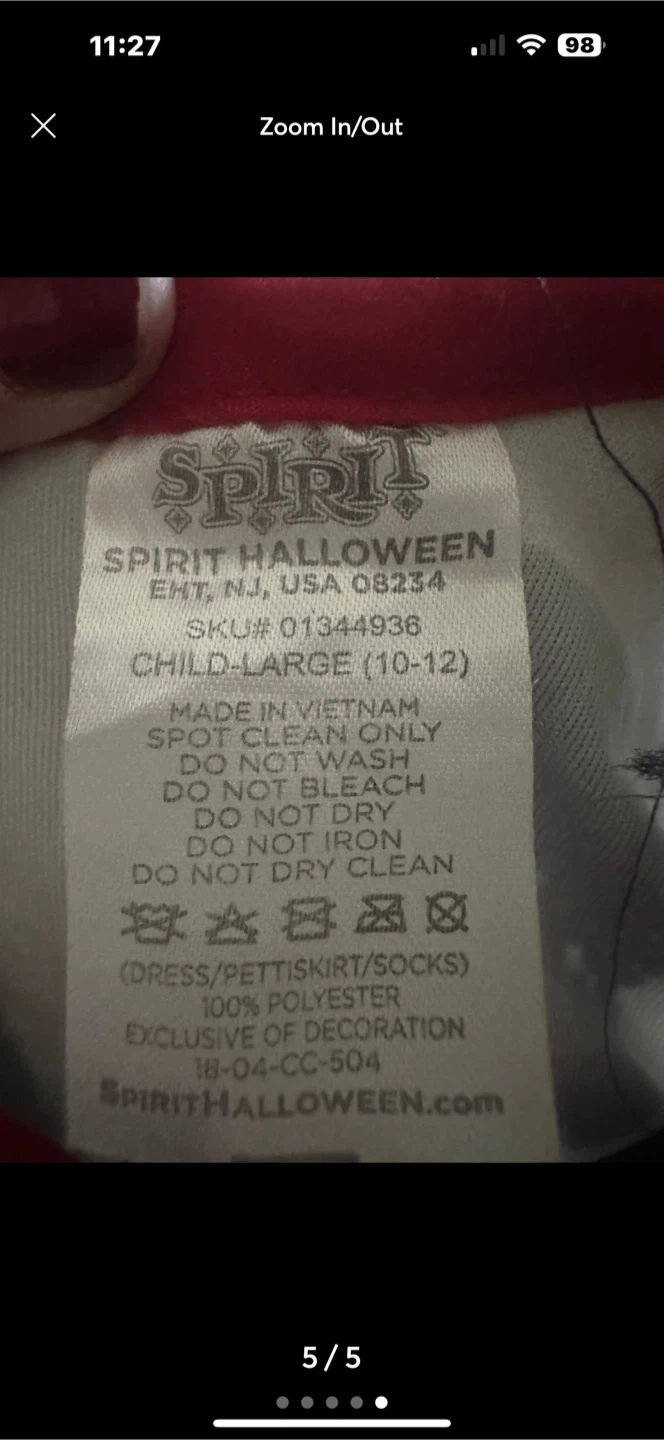 11:27
98
Zoom In/Out
SPIRIT
SPIRIT HALLOWEEN
EHT, NJ, USA 08234
SKU# 01344936
CHILD-LARGE (10-12)
MADE IN VIETNAM
SPOT CLEAN ONLY
DO NOT WASH
DO NOT BLEACH
DO NOT DRY
DO NOT IRON
DO NOT DRY CLEAN
(DRESS/PETTISKIRT/SOCKS)
100% POLYESTER
EXCLUSIVE OF DECORATION
18-04-CC-504
SPIRITHALLOWEEN.com
5/5